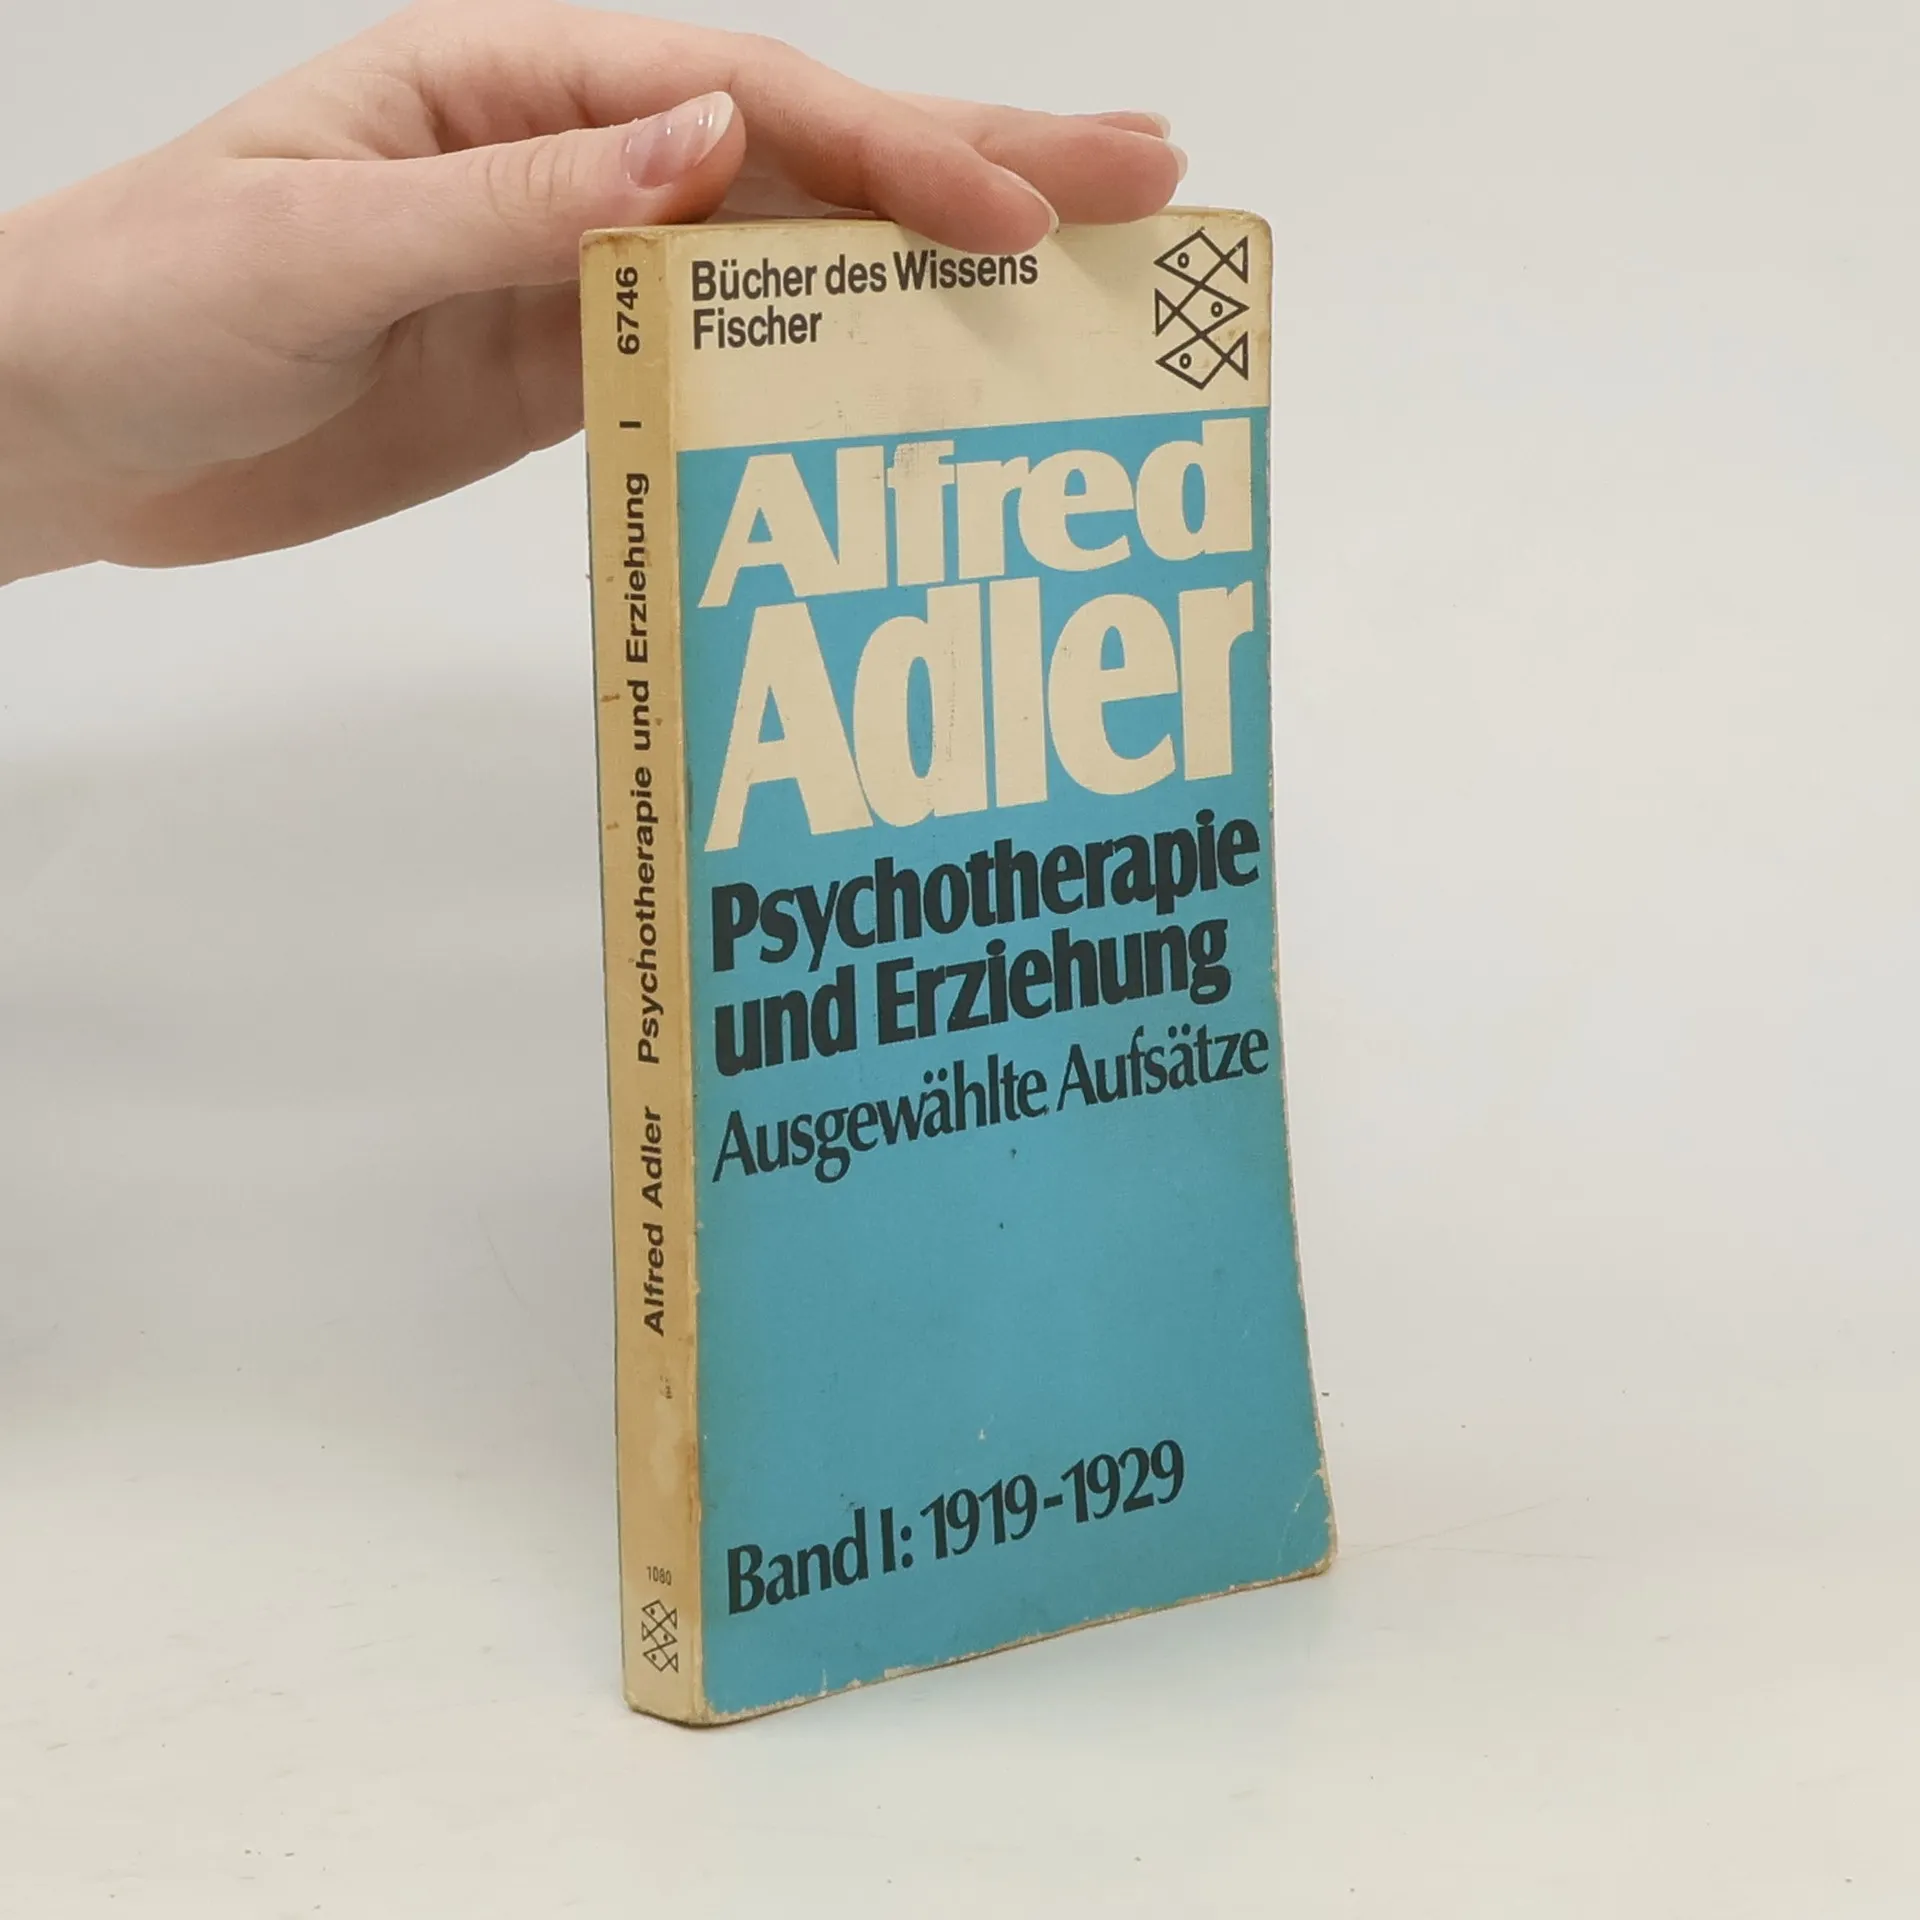 Bücher des Wissens
Fischer
Alfred
Adler
Psychotherapie
und Erziehung
Ausgewählte Aufsätze
Band I: 1919-1929
Alfred Adler Psychotherapie und Erziehung I 6746
1080